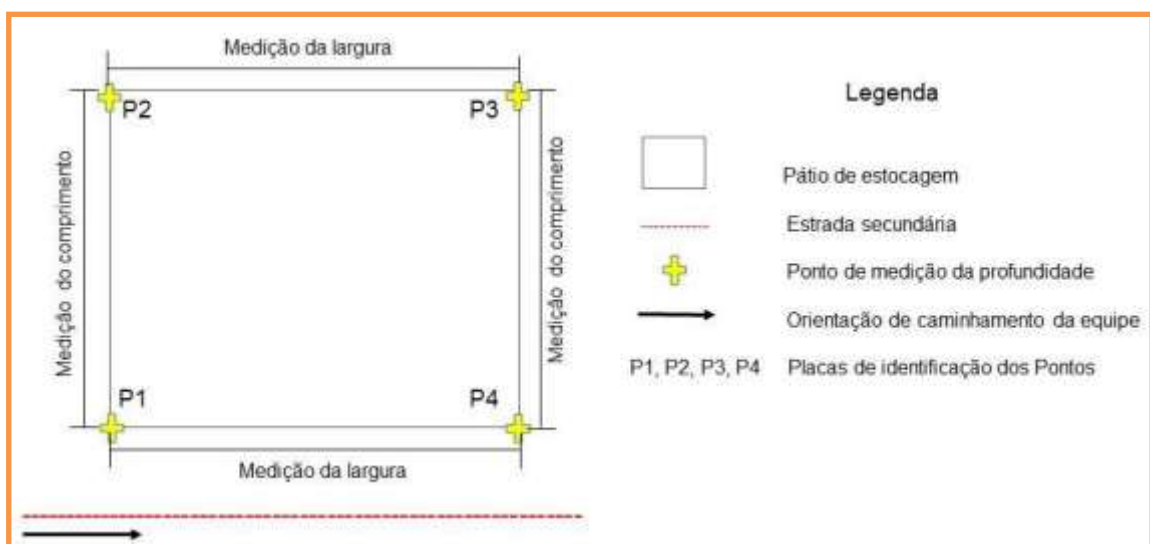 Medição da largura
P2
P3
Medição do comprimento
Medição do comprimento
P1
P4
Medição da largura
Legenda
Pátio de estocagem
Estrada secundária
Ponto de medição da profundidade
Orientação de caminhamento da equipe
P1, P2, P3, P4 Placas de identificação dos Pontos